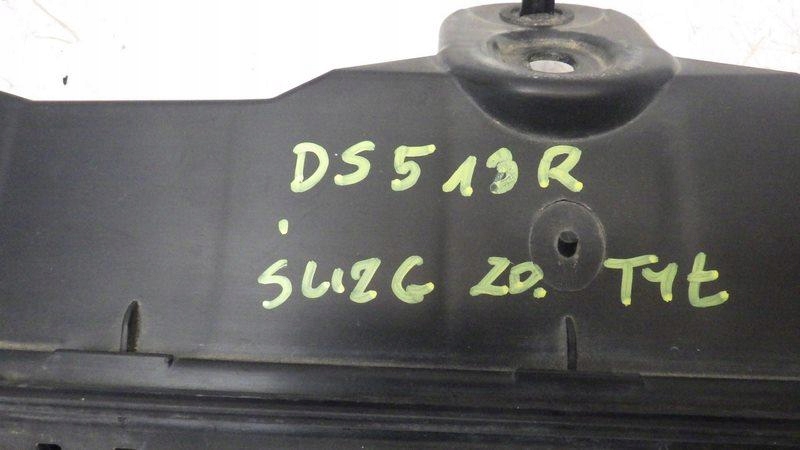 DS5 13R
ŚLIZG ZD. TYŁ